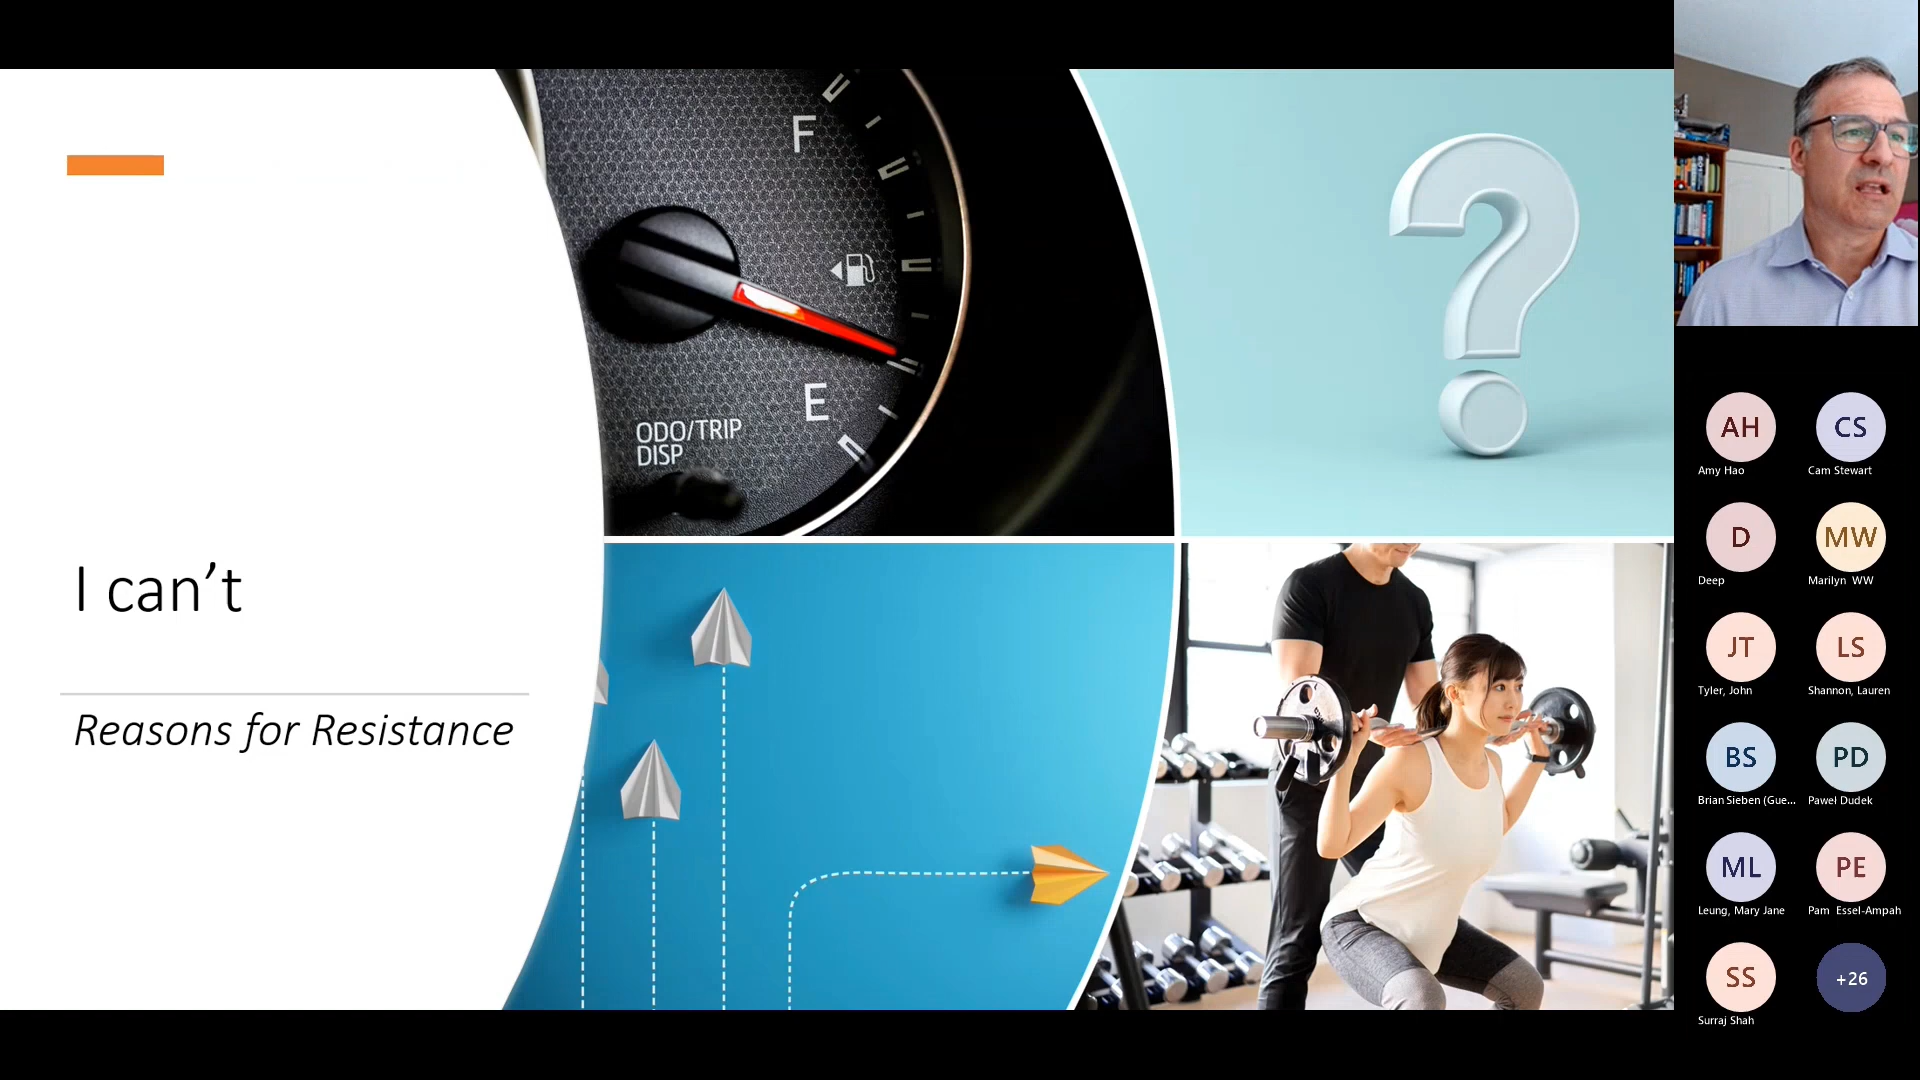 I can’t
Reasons for Resistance
F
E
ODO/TRIP
DISP
AH
Amy Hao
CS
Cam Stewart
D
Deep
MW
Marilyn WW
JT
Tyler, John
LS
Shannon, Lauren
BS
Brian Sieben (Gue...
PD
Paweł Dudek
ML
Leung, Mary Jane
PE
Pam Essel-Ampah
SS
Surraj Shah
+26